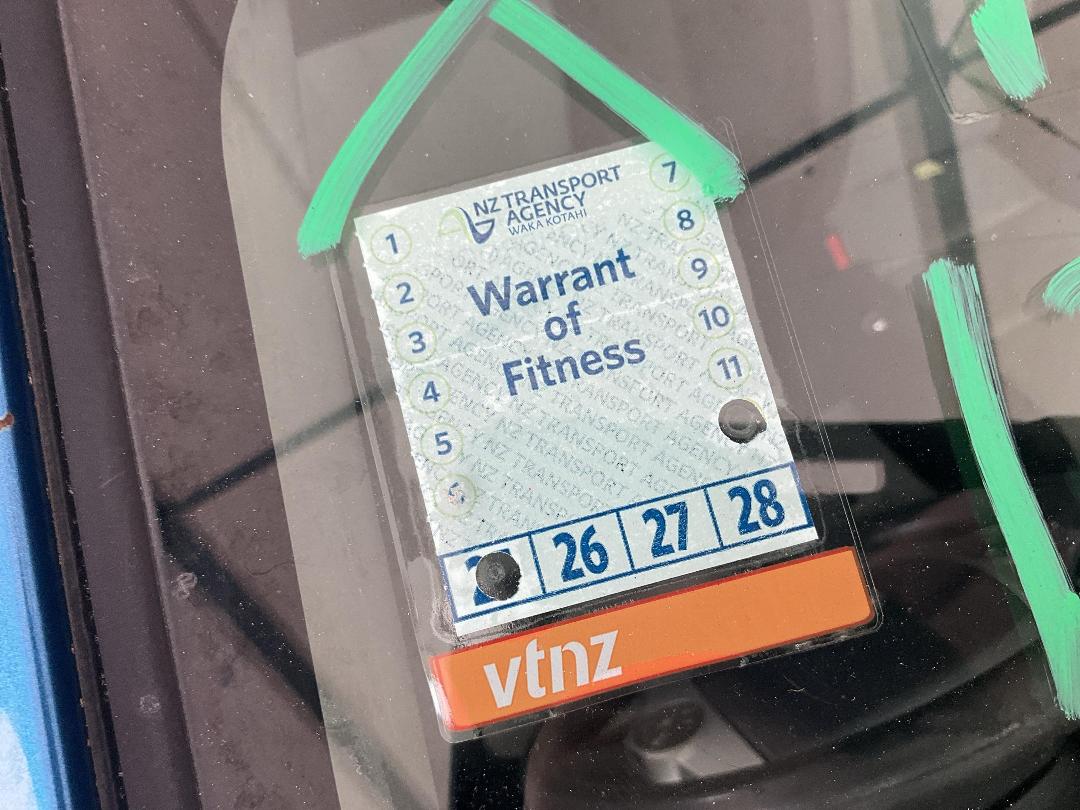 NZ TRANSPORT
AGENCY
WAKA KOTAHI
1
2
3
4
5
6
7
8
9
10
11
Warrant
of
Fitness
26 27 28
vtnz